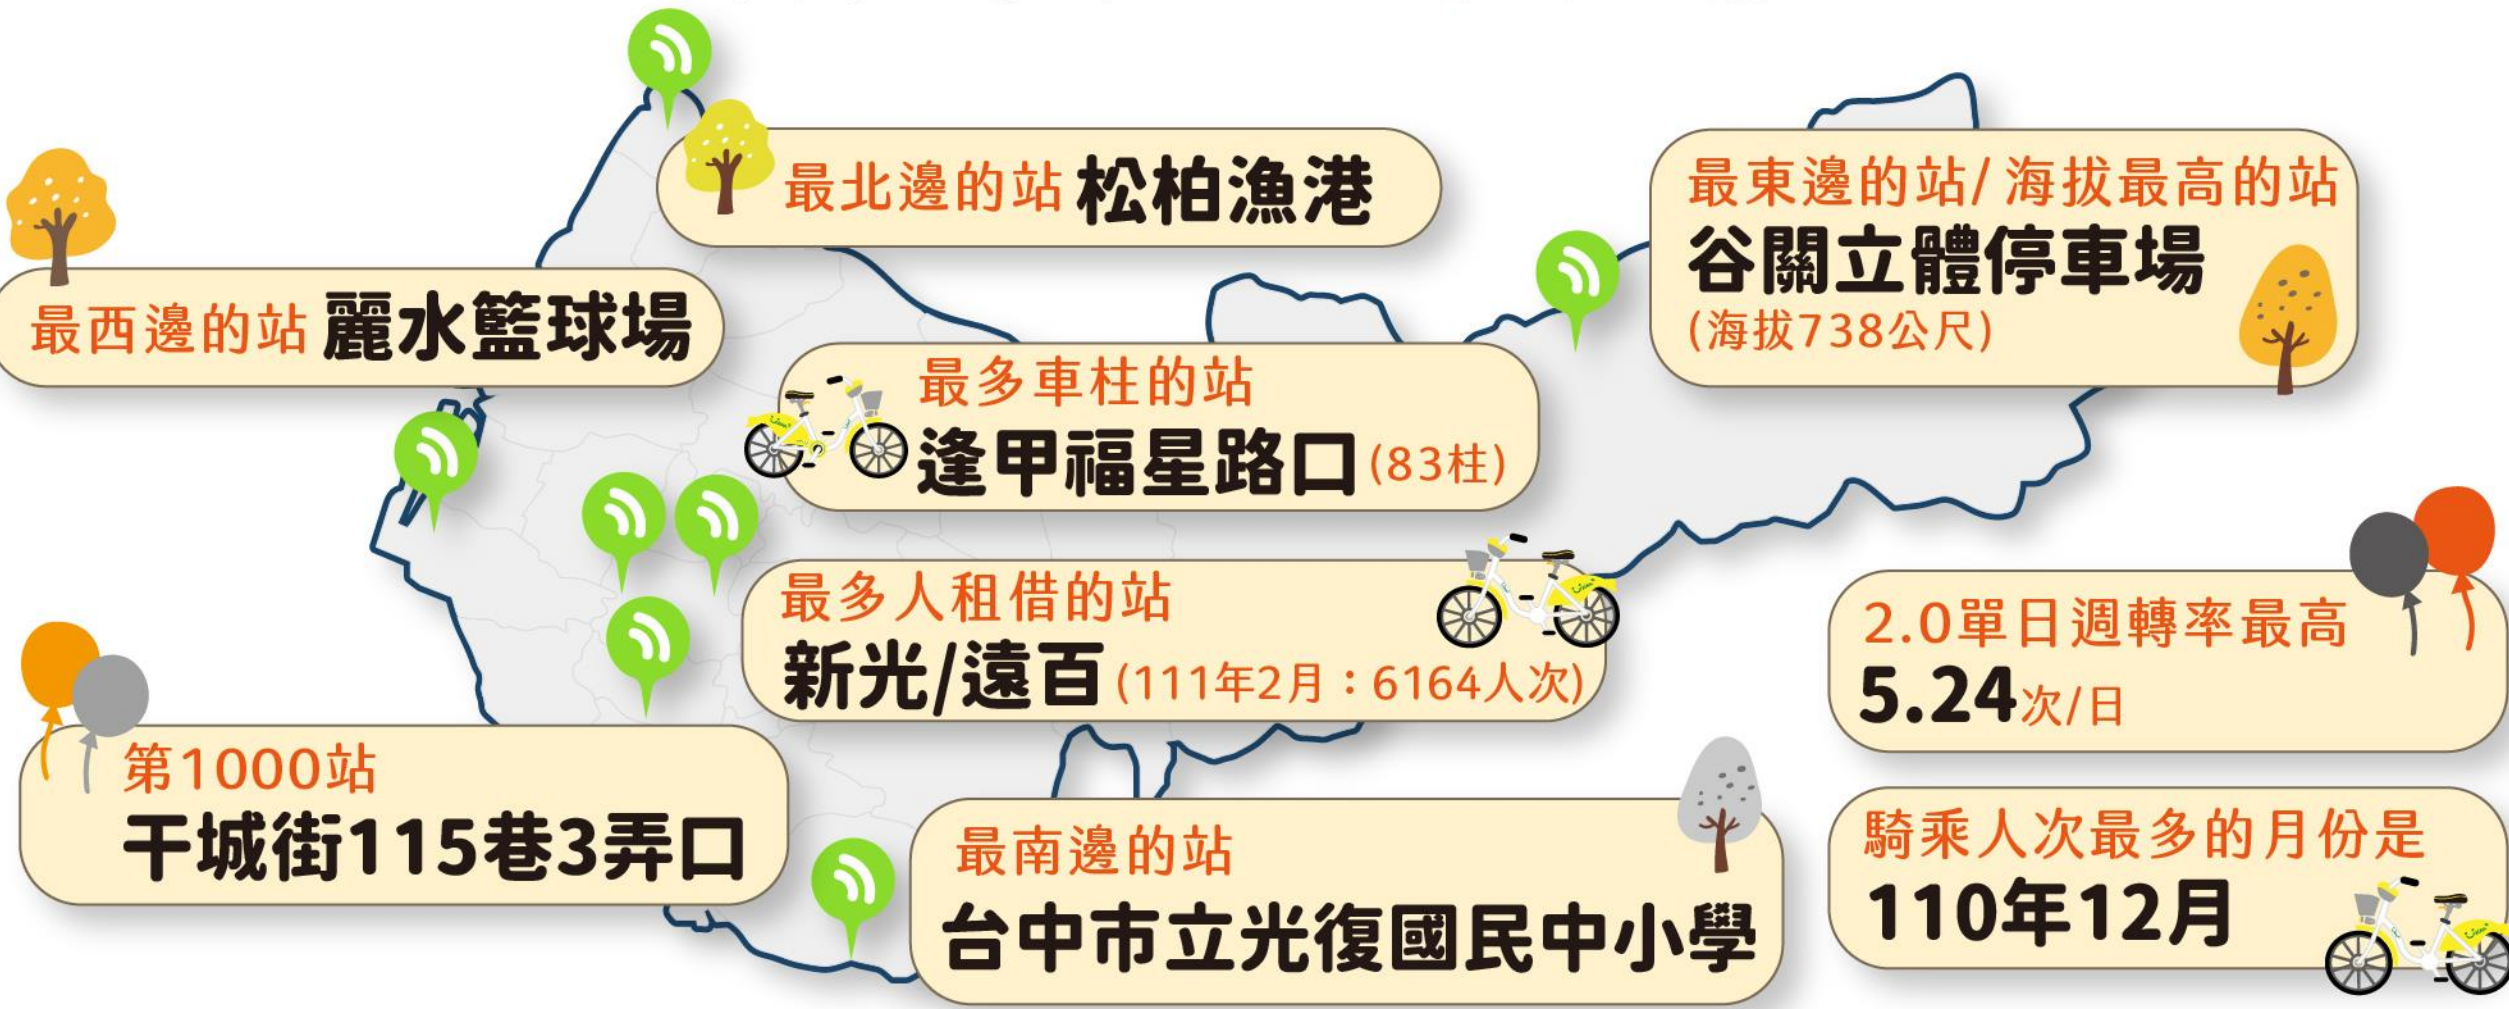 最北邊的站 松柏漁港
最東邊的站/海拔最高的站
谷關立體停車場
(海拔738公尺)
最西邊的站 麗水籃球場
最多車柱的站
逢甲福星路口(83柱)
最多人租借的站
新光/遠百(111年2月：6164人次)
2.0單日週轉率最高
5.24次/日
第1000站
干城街115巷3弄口
最南邊的站
台中市立光復國民中小學
騎乘人次最多的月份是
110年12月